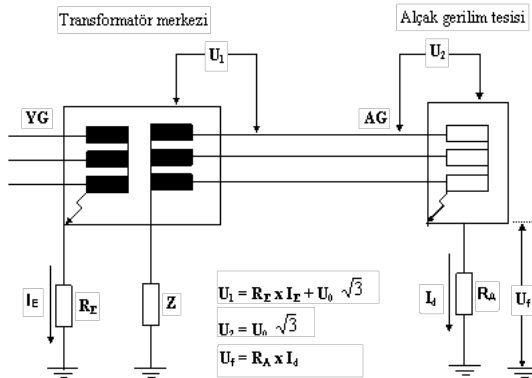 Transformatör merkezi
Alçak gerilim tesisi
U1
U2
YG
AG
IE
RE
Z
U1 = RE x IE + U0 √3
U2 = U0 √3
Uf = RA x Id
Id
RA
Uf